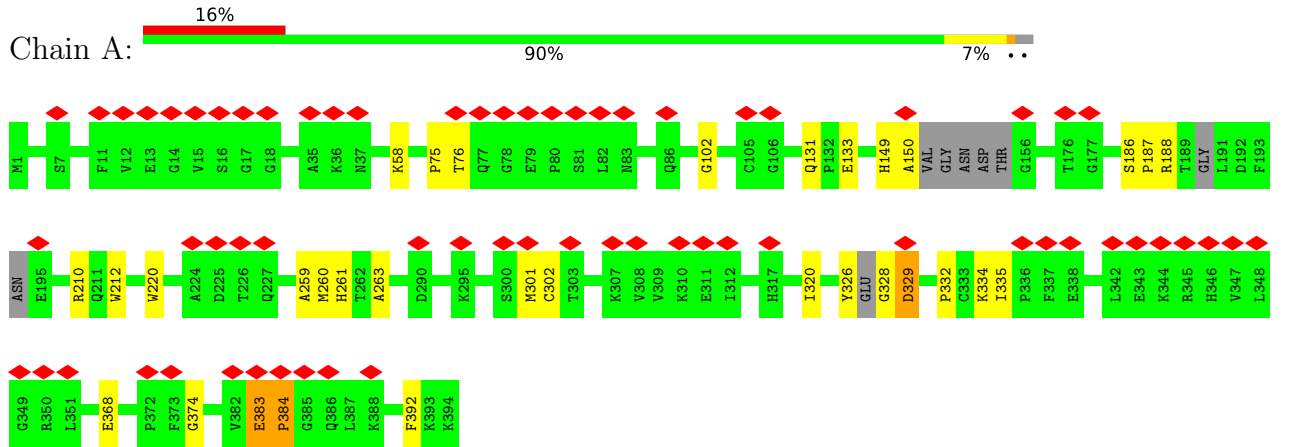 16%
Chain A:
90% 7% • •
M1 S7 F11 V12 E13 G14 V15 S16 G17 G18 A35 K36 N37 K58 P75 T76 Q77 G78 E79 P80 S81 L82 N83 Q86 G102 C105 G106 Q131 P132 E133 H149 A150 VAL GLY ASN ASP THR G156 T176 G177 S186 P187 R188 T189 GLY L191 D192 F193
ASN E195 R210 Q211 W212 W220 A224 D225 T226 Q227 A259 M260 H261 T262 A263 D290 K295 S300 M301 C302 T303 K307 V308 V309 K310 E311 I312 H317 I320 Y326 GLU G328 D329 P332 C333 K334 I335 P336 F337 E338 L342 E343 K344 R345 H346 V347 L348
G349 R350 L351 E368 P372 F373 G374 V382 E383 P384 G385 Q386 L387 K388 F392 K393 K394